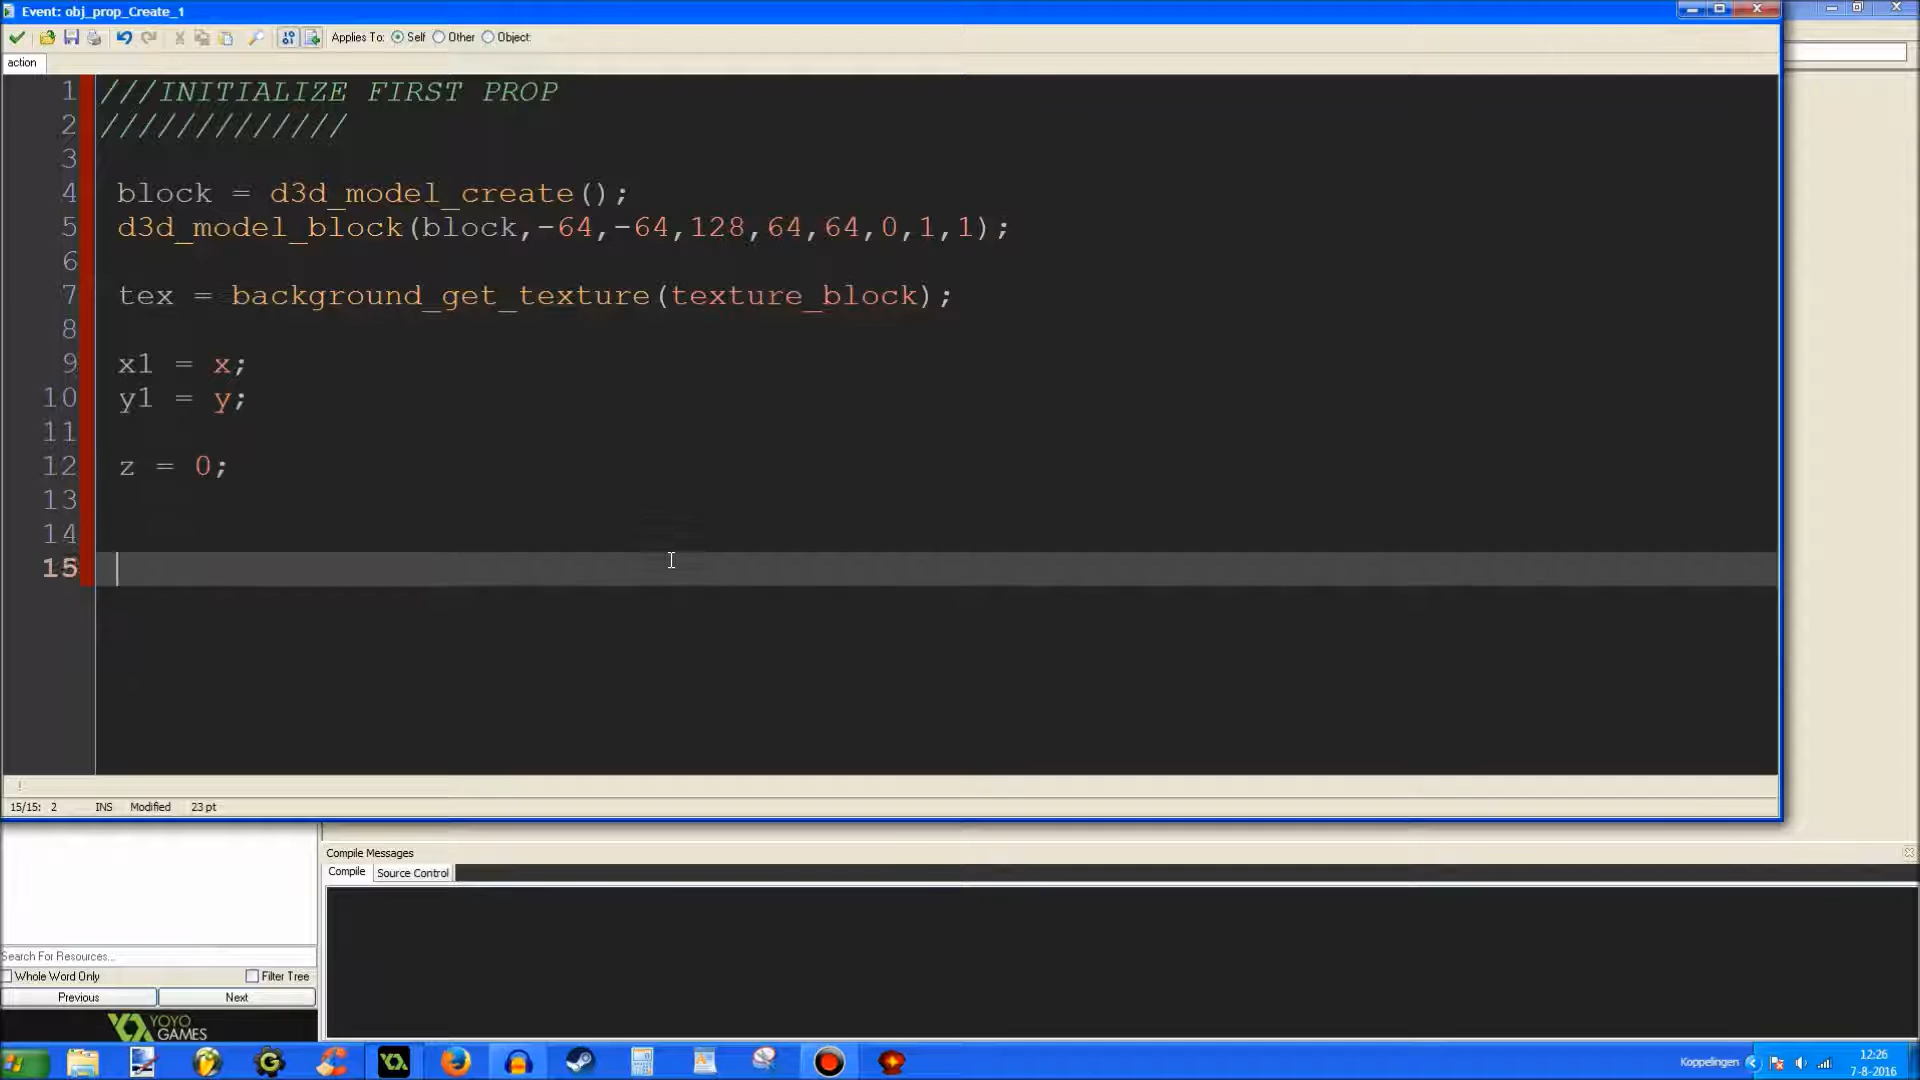 Event: obj_prop_Create_1
Applies To: Self Other Object:
action
1 ///INITIALIZE FIRST PROP
2 /////////////
3
4 block = d3d_model_create();
5 d3d_model_block(block,-64,-64,128,64,64,0,1,1);
6
7 tex = background_get_texture(texture_block);
8
9 x1 = x;
10 y1 = y;
11
12 z = 0;
13
14
15
15/15: 2 INS Modified 23 pt
Compile Messages
Compile Source Control
Search For Resources...
Whole Word Only Filter Tree
Previous Next
YOYO
GAMES
Koppelingen
12:26
7-8-2016